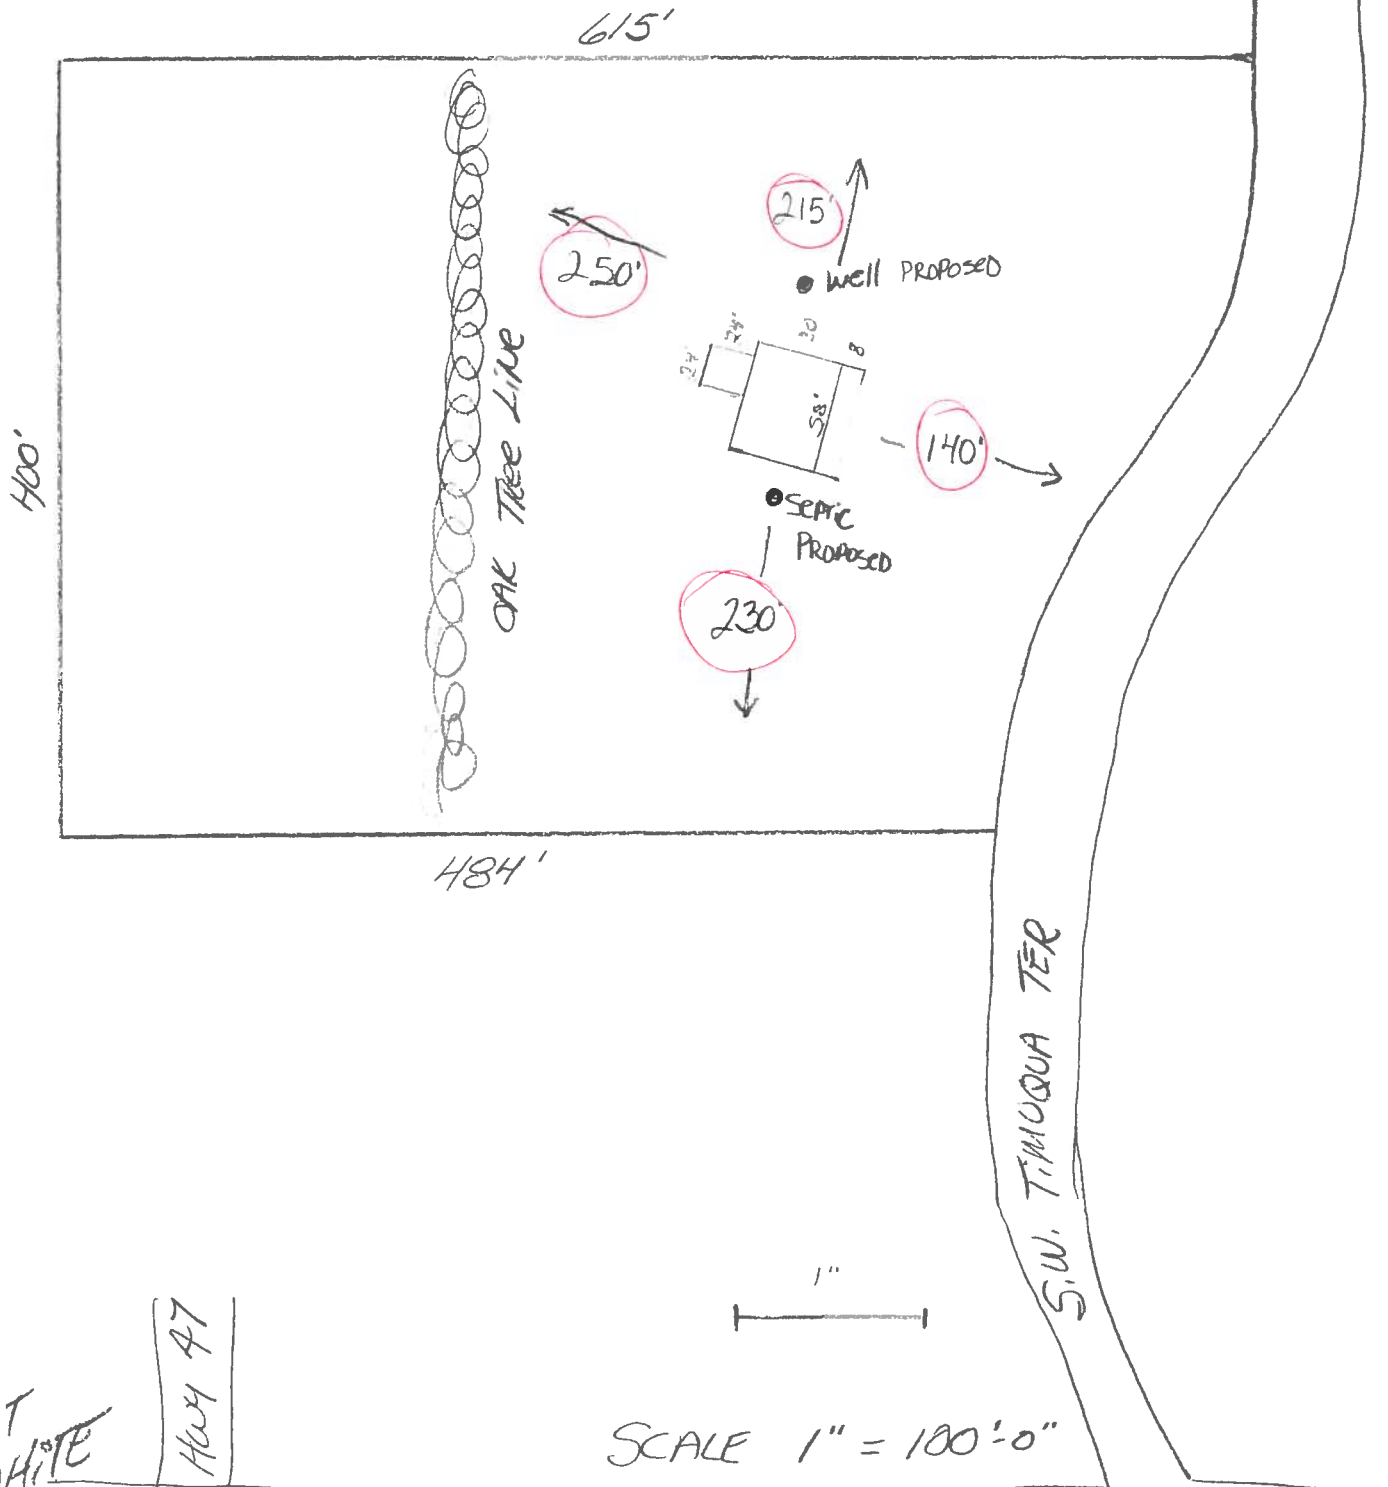 615'
215'
250'
well PROPOSED
24'
30
8
24'
58'
OAK TREE LINE
400'
140'
SEPTIC
PROPOSED
230'
484'
S.W. TIMUQUA TER
1"
HWY 47
T
HITE
SCALE 1" = 100'-0"